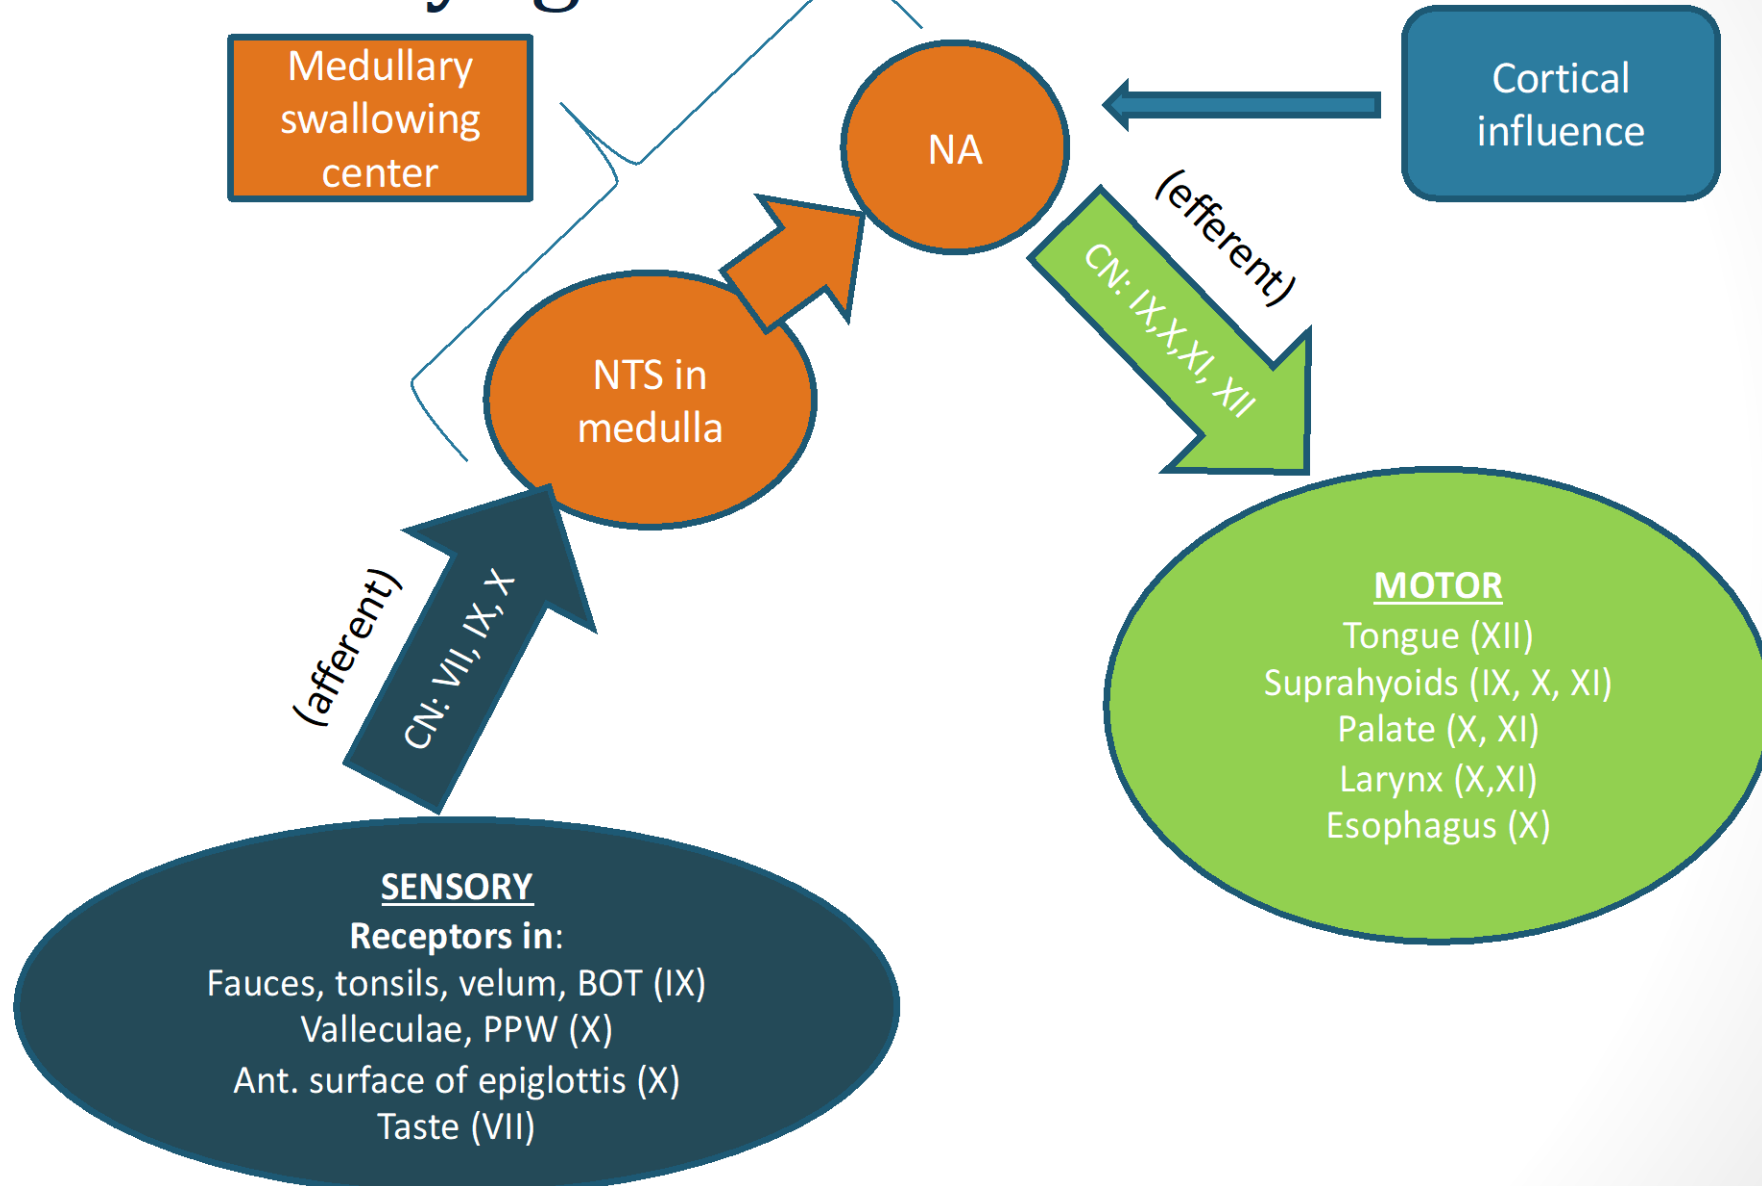 Medullary
swallowing
center
NA
Cortical
influence
(efferent)
CN: IX,X,XI, XII
NTS in
medulla
(afferent)
CN: VII, IX, X
MOTOR
Tongue (XII)
Suprahyoids (IX, X, XI)
Palate (X, XI)
Larynx (X,XI)
Esophagus (X)
SENSORY
Receptors in:
Fauces, tonsils, velum, BOT (IX)
Valleculae, PPW (X)
Ant. surface of epiglottis (X)
Taste (VII)